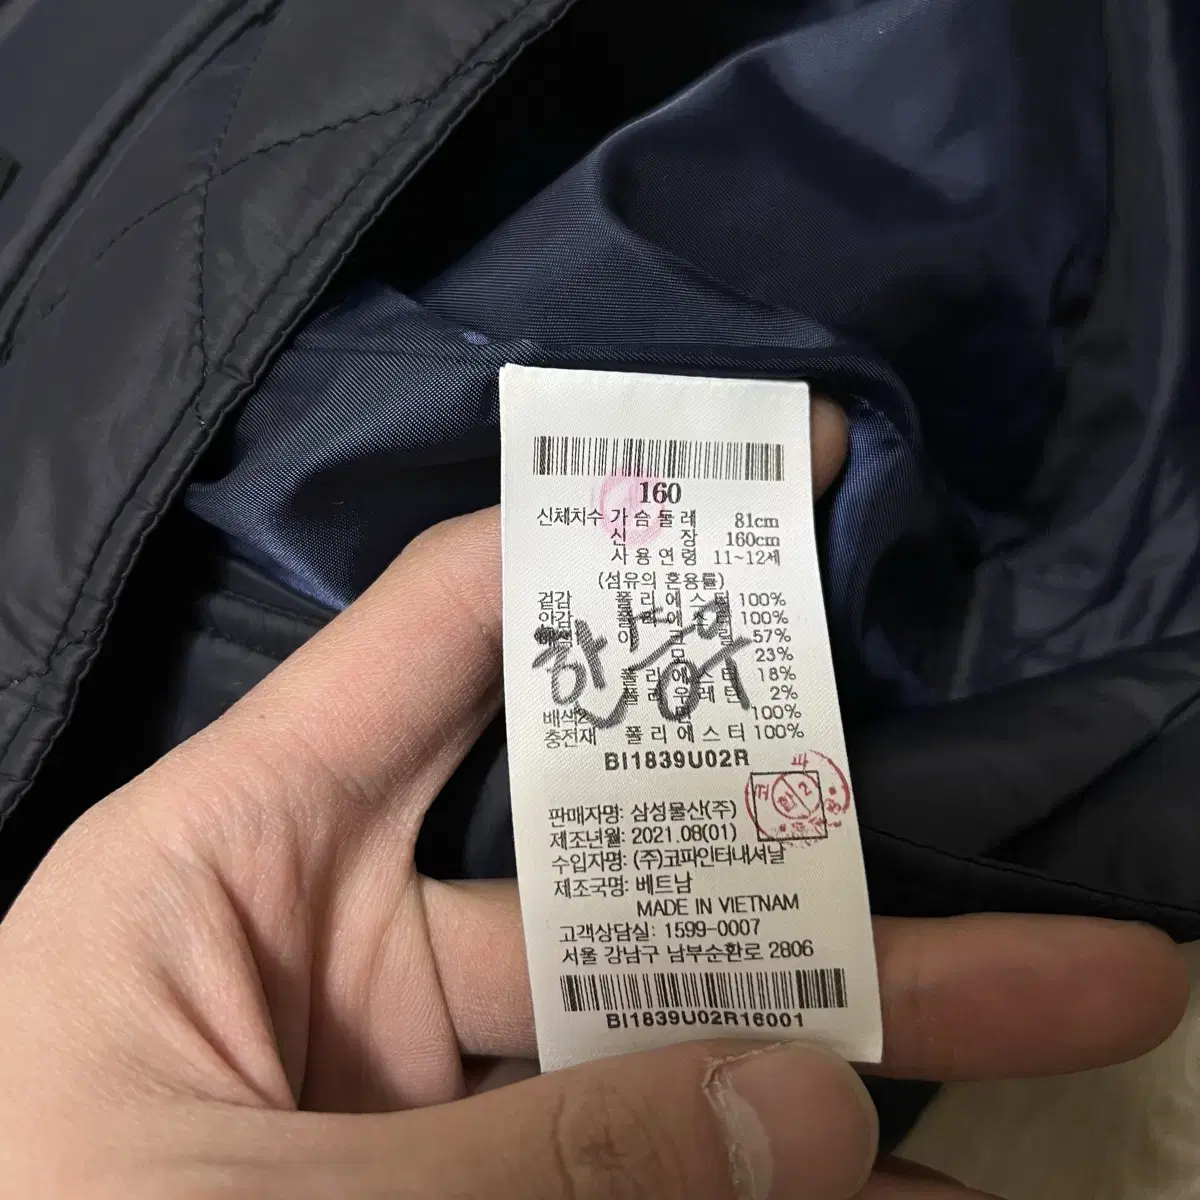 160
신체치수 가슴둘레 81cm
신장 160cm
사용연령 11~12세
(섬유의 혼용률)
겉감 폴리에스터 100%
안감 폴리에스터 100%
57%
모 23%
폴리에스터 18%
폴리우레탄 2%
배색2 면 100%
충전재 폴리에스터 100%
BI1839U02R
판매자명: 삼성물산(주)
제조년월: 2021.08(01)
수입자명: (주)코파인터내셔날
제조국명: 베트남
MADE IN VIETNAM
고객상담실: 1599-0007
서울 강남구 남부순환로 2806
BI1839U02R16001